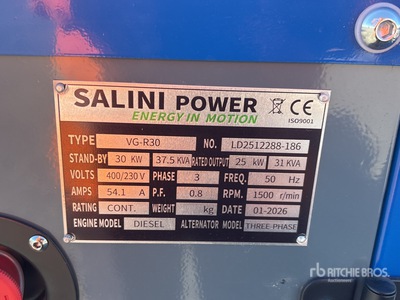 SALINI POWER
ENERGY IN MOTION
CE
ISO9001
TYPE VG-R30 NO. LD2512288-186
STAND-BY 30 KW 37.5 KVA RATED OUTPUT 25 kW 31 KVA
VOLTS 400/230 V PHASE 3 FREQ. 50 Hz
AMPS 54.1 A P.F. 0.8 RPM. 1500 r/min
RATING CONT. WEIGHT kg DATE 01-2026
ENGINE MODEL DIESEL ALTERNATOR MODEL THREE-PHASE
rb RITCHIE BROS.
Auctioneers